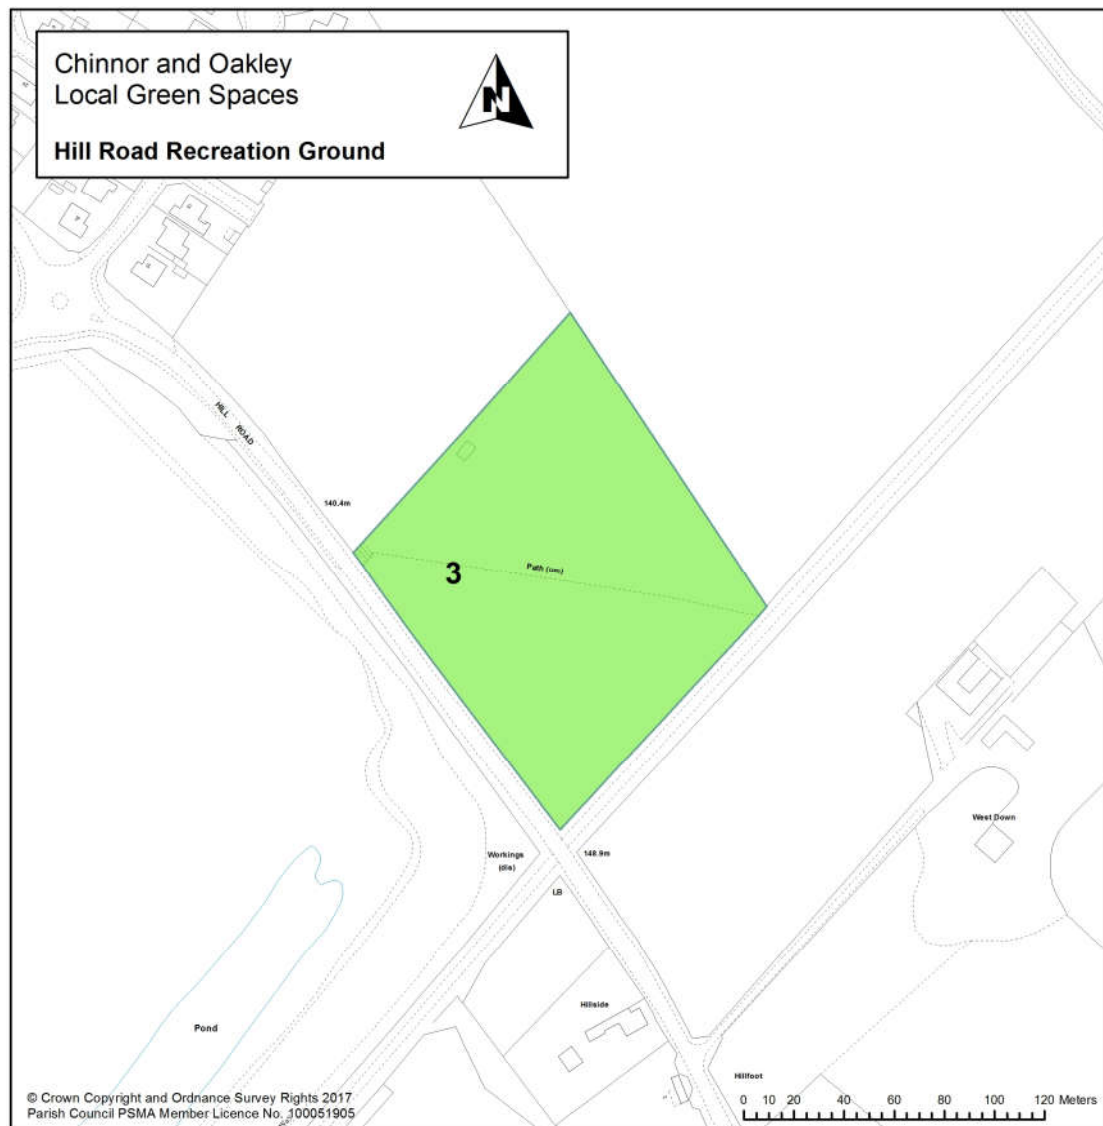 Chinnor and Oakley
Local Green Spaces
N
Hill Road Recreation Ground
HILL ROAD
140.4m
3
Path (um)
148.9m
Workings
(dis)
LB
West Down
Hillside
Pond
Hillfoot
© Crown Copyright and Ordnance Survey Rights 2017
Parish Council PSMA Member Licence No. 100051905
0 10 20 40 60 80 100 120 Meters